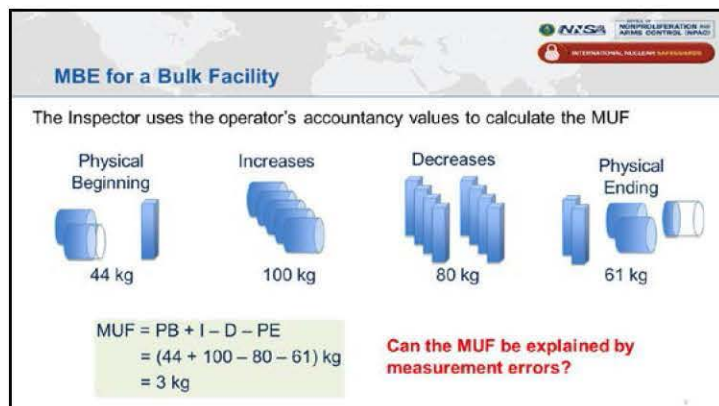 NNSA
OFFICE OF
NONPROLIFERATION AND
ARMS CONTROL (NPAC)
INTERNATIONAL NUCLEAR SAFEGUARDS
MBE for a Bulk Facility
The Inspector uses the operator's accountancy values to calculate the MUF
Physical
Beginning
Increases
Decreases
Physical
Ending
44 kg
100 kg
80 kg
61 kg
MUF = PB + I – D – PE
= (44 + 100 – 80 – 61) kg
= 3 kg
Can the MUF be explained by
measurement errors?